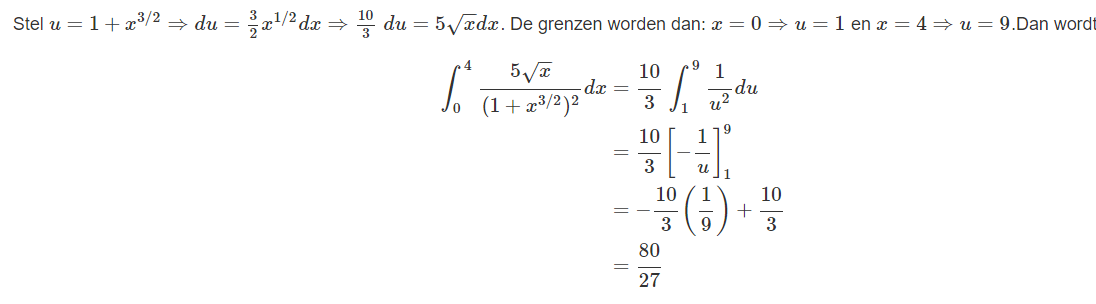 Stel $u = 1 + x^{3/2} \Rightarrow du = \frac{3}{2}x^{1/2}dx \Rightarrow \frac{10}{3}\ du = 5\sqrt{x}dx$. De grenzen worden dan: $x = 0 \Rightarrow u = 1$ en $x = 4 \Rightarrow u = 9$.Dan wordt
$\int_0^4 \frac{5\sqrt{x}}{(1 + x^{3/2})^2}dx = \frac{10}{3}\int_1^9 \frac{1}{u^2}du$
$= \frac{10}{3}\left[-\frac{1}{u}\right]_1^9$
$= -\frac{10}{3}\left(\frac{1}{9}\right) + \frac{10}{3}$
$= \frac{80}{27}$